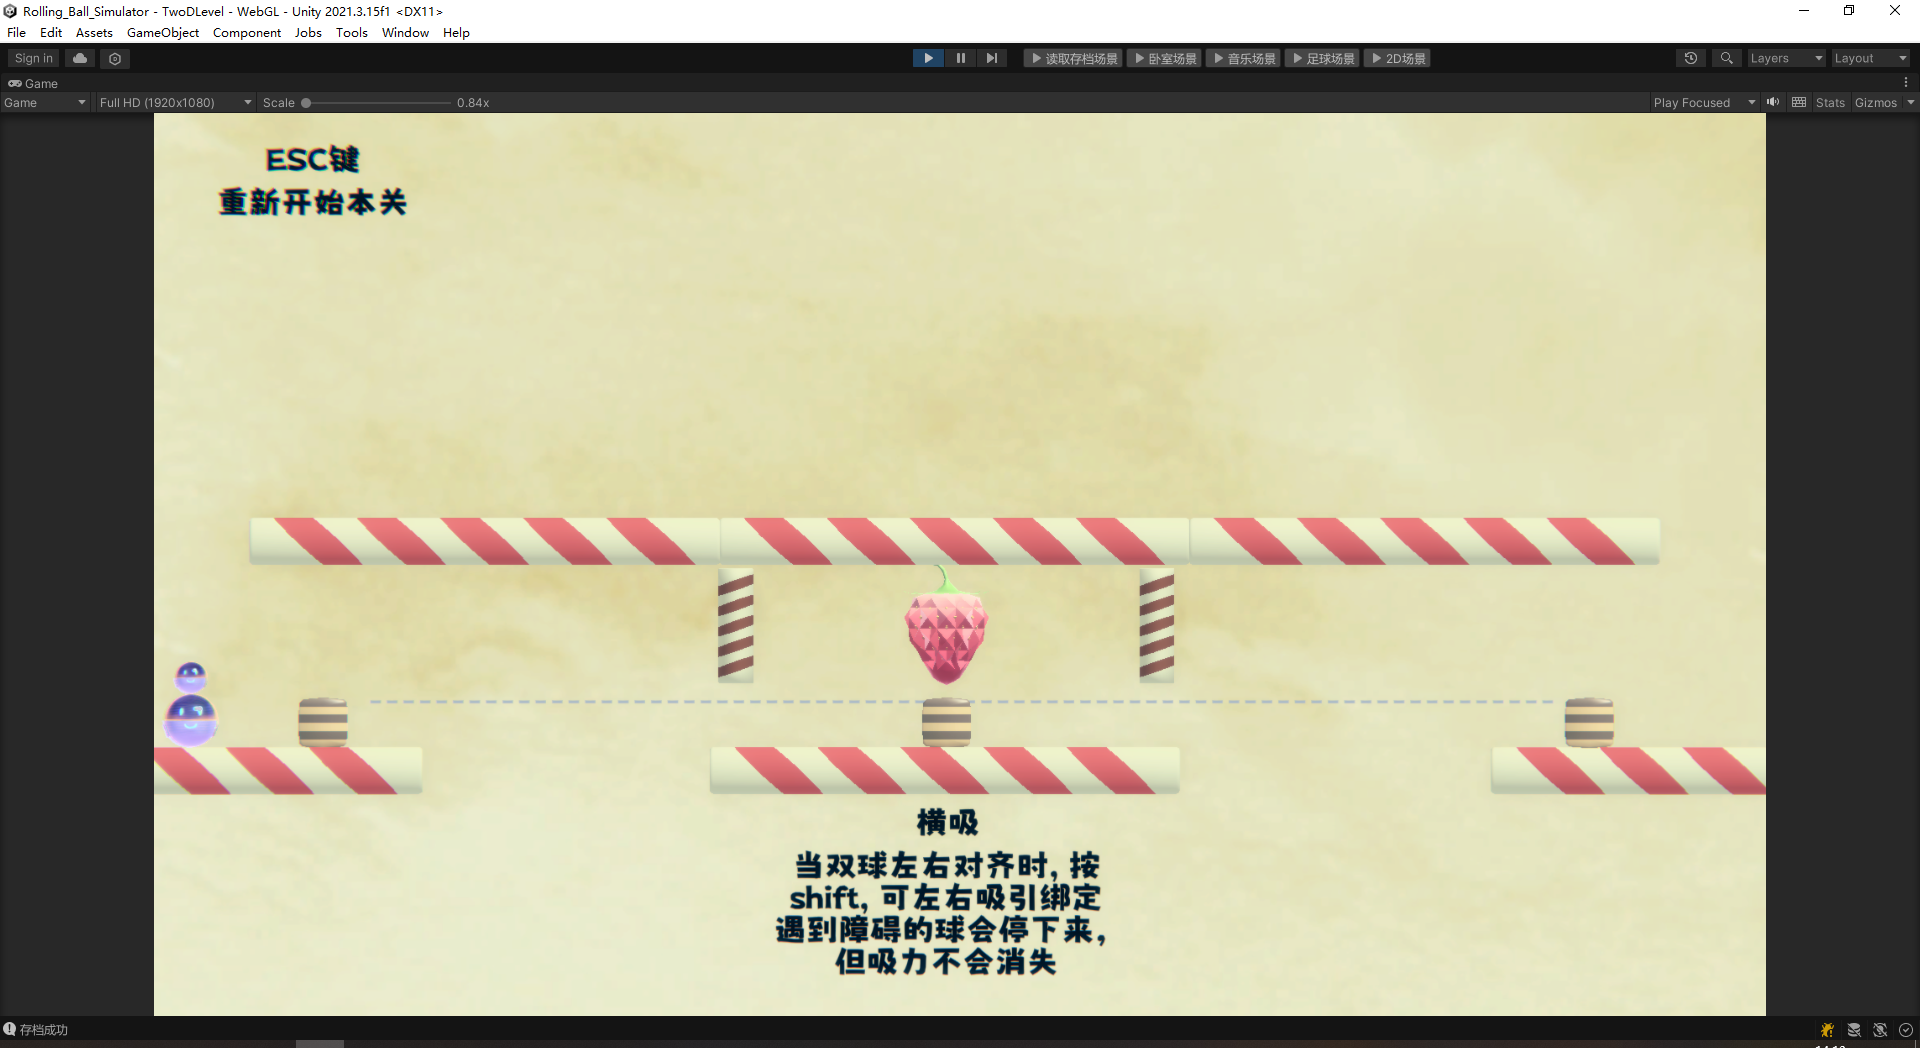 Rolling_Ball_Simulator - TwoDLevel - WebGL - Unity 2021.3.15f1 <DX11>
File Edit Assets GameObject Component Jobs Tools Window Help
Sign in 读取存档场景 卧室场景 音乐场景 足球场景 2D场景 Layers Layout
Game
Game Full HD (1920x1080) Scale 0.84x Play Focused Stats Gizmos
ESC键
重新开始本关
横吸
当双球左右对齐时, 按
shift, 可左右吸引绑定
遇到障碍的球会停下来,
但吸力不会消失
存档成功